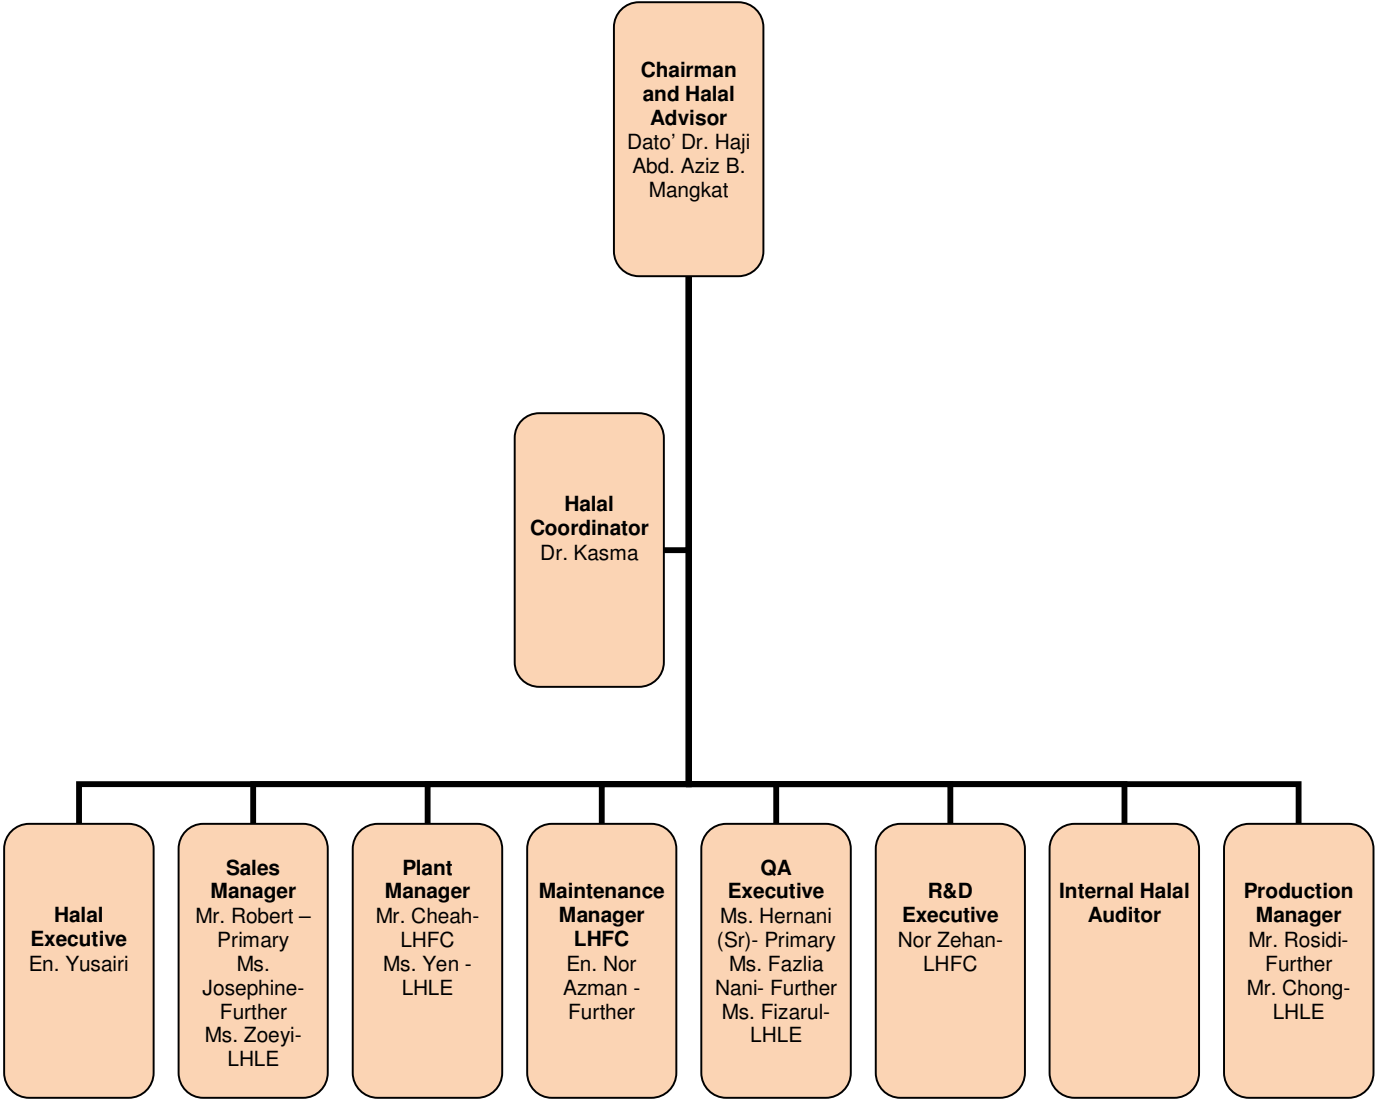 Chairman
and Halal
Advisor
Dato’ Dr. Haji
Abd. Aziz B.
Mangkat
Halal
Coordinator
Dr. Kasma
Halal
Executive
En. Yusairi
Sales
Manager
Mr. Robert –
Primary
Ms.
Josephine-
Further
Ms. Zoeyi-
LHLE
Plant
Manager
Mr. Cheah-
LHFC
Ms. Yen -
LHLE
Maintenance
Manager
LHFC
En. Nor
Azman -
Further
QA
Executive
Ms. Hernani
(Sr)- Primary
Ms. Fazlia
Nani- Further
Ms. Fizarul-
LHLE
R&D
Executive
Nor Zehan-
LHFC
Internal Halal
Auditor
Production
Manager
Mr. Rosidi-
Further
Mr. Chong-
LHLE